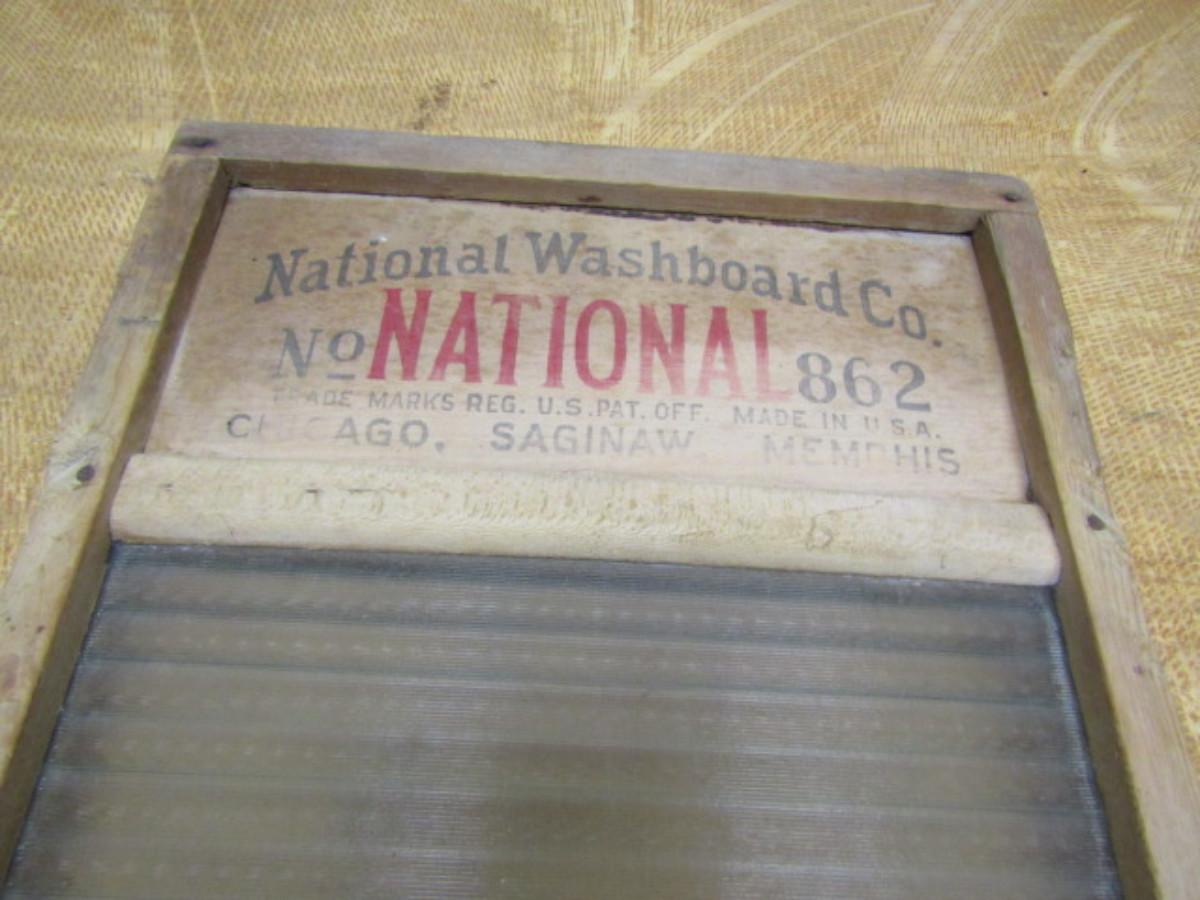 National Washboard Co.
No NATIONAL 862
TRADE MARKS REG. U.S. PAT. OFF. MADE IN U.S.A.
CHICAGO, SAGINAW MEMPHIS